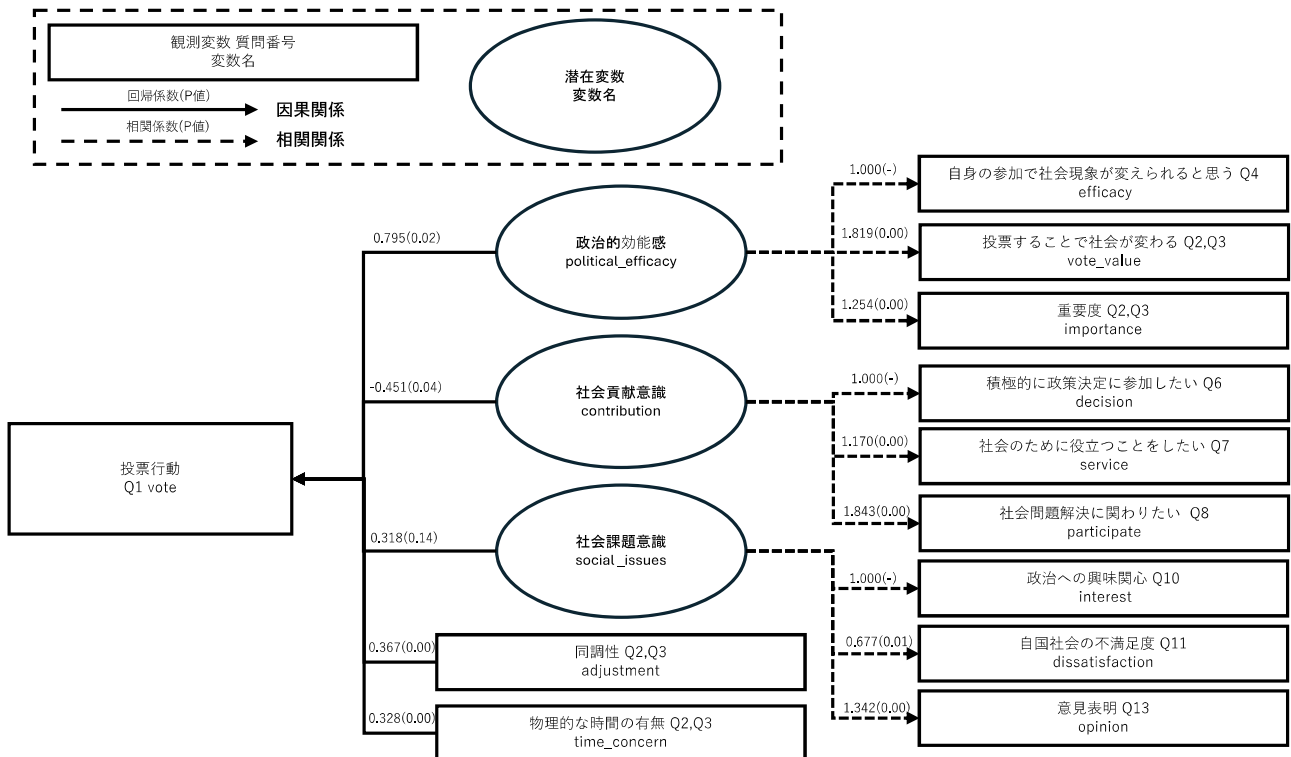 観測変数 質問番号
変数名
潜在変数
変数名
回帰係数(P値)
因果関係
相関係数(P値)
相関関係
投票行動
Q1 vote
0.795(0.02)
政治的効能感
political_efficacy
1.000(-)
自身の参加で社会現象が変えられると思う Q4
efficacy
1.819(0.00)
投票することで社会が変わる Q2,Q3
vote_value
1.254(0.00)
重要度 Q2,Q3
importance
-0.451(0.04)
社会貢献意識
contribution
1.000(-)
積極的に政策決定に参加したい Q6
decision
1.170(0.00)
社会のために役立つことをしたい Q7
service
1.843(0.00)
社会問題解決に関わりたい Q8
participate
0.318(0.14)
社会課題意識
social_issues
1.000(-)
政治への興味関心 Q10
interest
0.677(0.01)
自国社会の不満足度 Q11
dissatisfaction
1.342(0.00)
意見表明 Q13
opinion
0.367(0.00)
同調性 Q2,Q3
adjustment
0.328(0.00)
物理的な時間の有無 Q2,Q3
time_concern